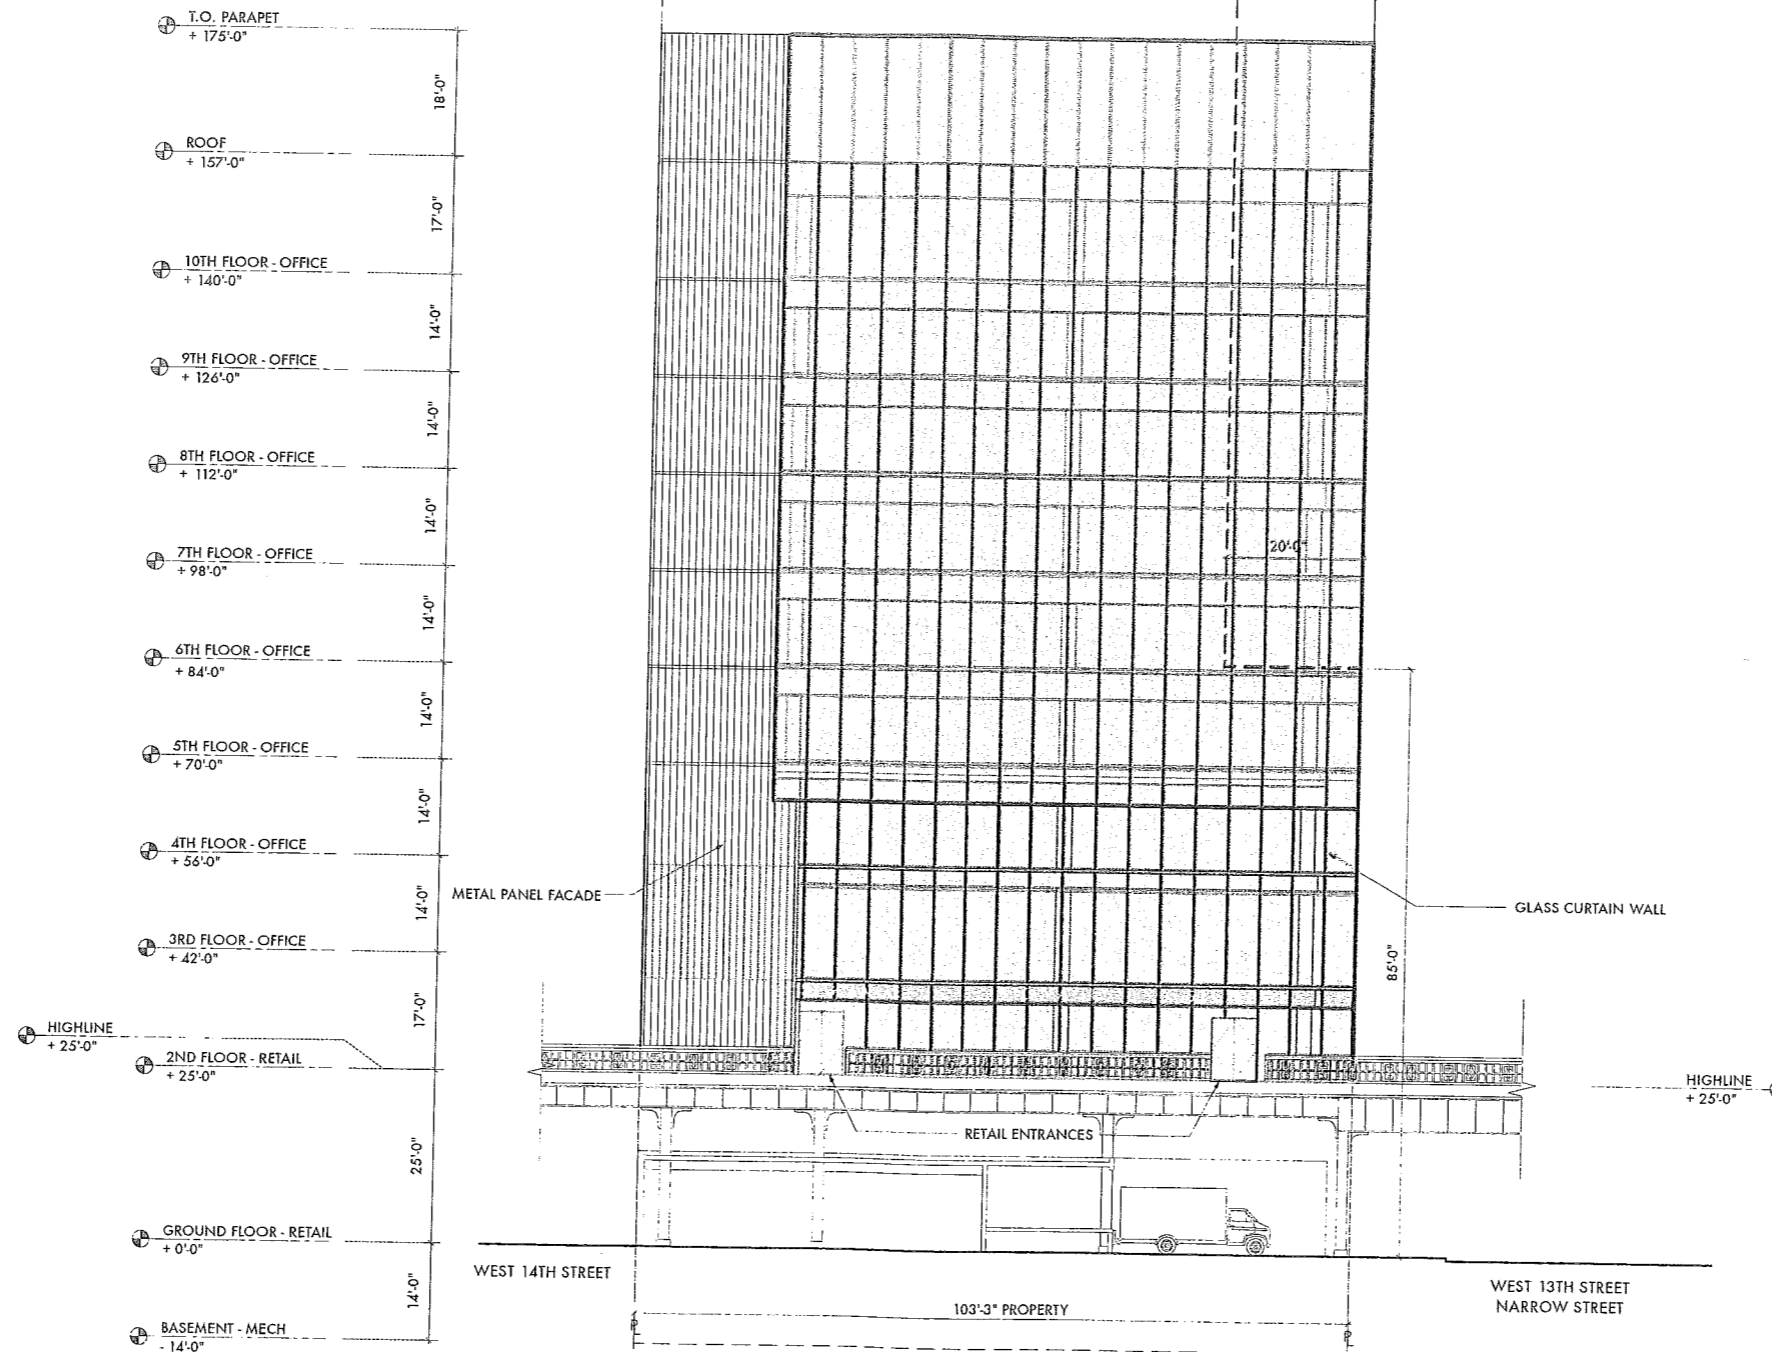 T.O. PARAPET
+ 175'-0"
18'-0"
ROOF
+ 157'-0"
17'-0"
10TH FLOOR - OFFICE
+ 140'-0"
14'-0"
9TH FLOOR - OFFICE
+ 126'-0"
14'-0"
8TH FLOOR - OFFICE
+ 112'-0"
14'-0"
20'-0"
7TH FLOOR - OFFICE
+ 98'-0"
14'-0"
6TH FLOOR - OFFICE
+ 84'-0"
14'-0"
5TH FLOOR - OFFICE
+ 70'-0"
14'-0"
4TH FLOOR - OFFICE
+ 56'-0"
METAL PANEL FACADE
14'-0"
GLASS CURTAIN WALL
3RD FLOOR - OFFICE
+ 42'-0"
85'-0"
17'-0"
HIGHLINE
+ 25'-0"
2ND FLOOR - RETAIL
+ 25'-0"
HIGHLINE
+ 25'-0"
RETAIL ENTRANCES
25'-0"
GROUND FLOOR - RETAIL
+ 0'-0"
WEST 14TH STREET
WEST 13TH STREET
NARROW STREET
14'-0"
103'-3" PROPERTY
BASEMENT - MECH
- 14'-0"